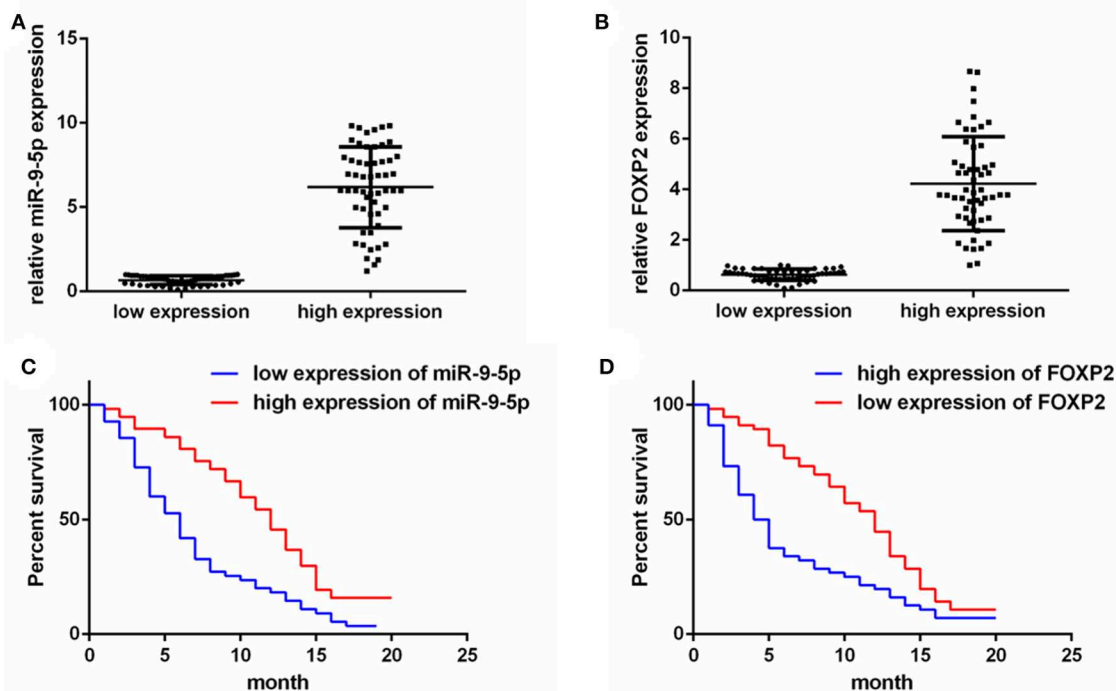 A
relative miR-9-5p expression
15
10
5
0
low expression
high expression
B
relative FOXP2 expression
10
8
6
4
2
0
low expression
high expression
C
low expression of miR-9-5p
high expression of miR-9-5p
Percent survival
100
50
0
0 5 10 15 20 25
month
D
high expression of FOXP2
low expression of FOXP2
Percent survival
100
50
0
0 5 10 15 20 25
month